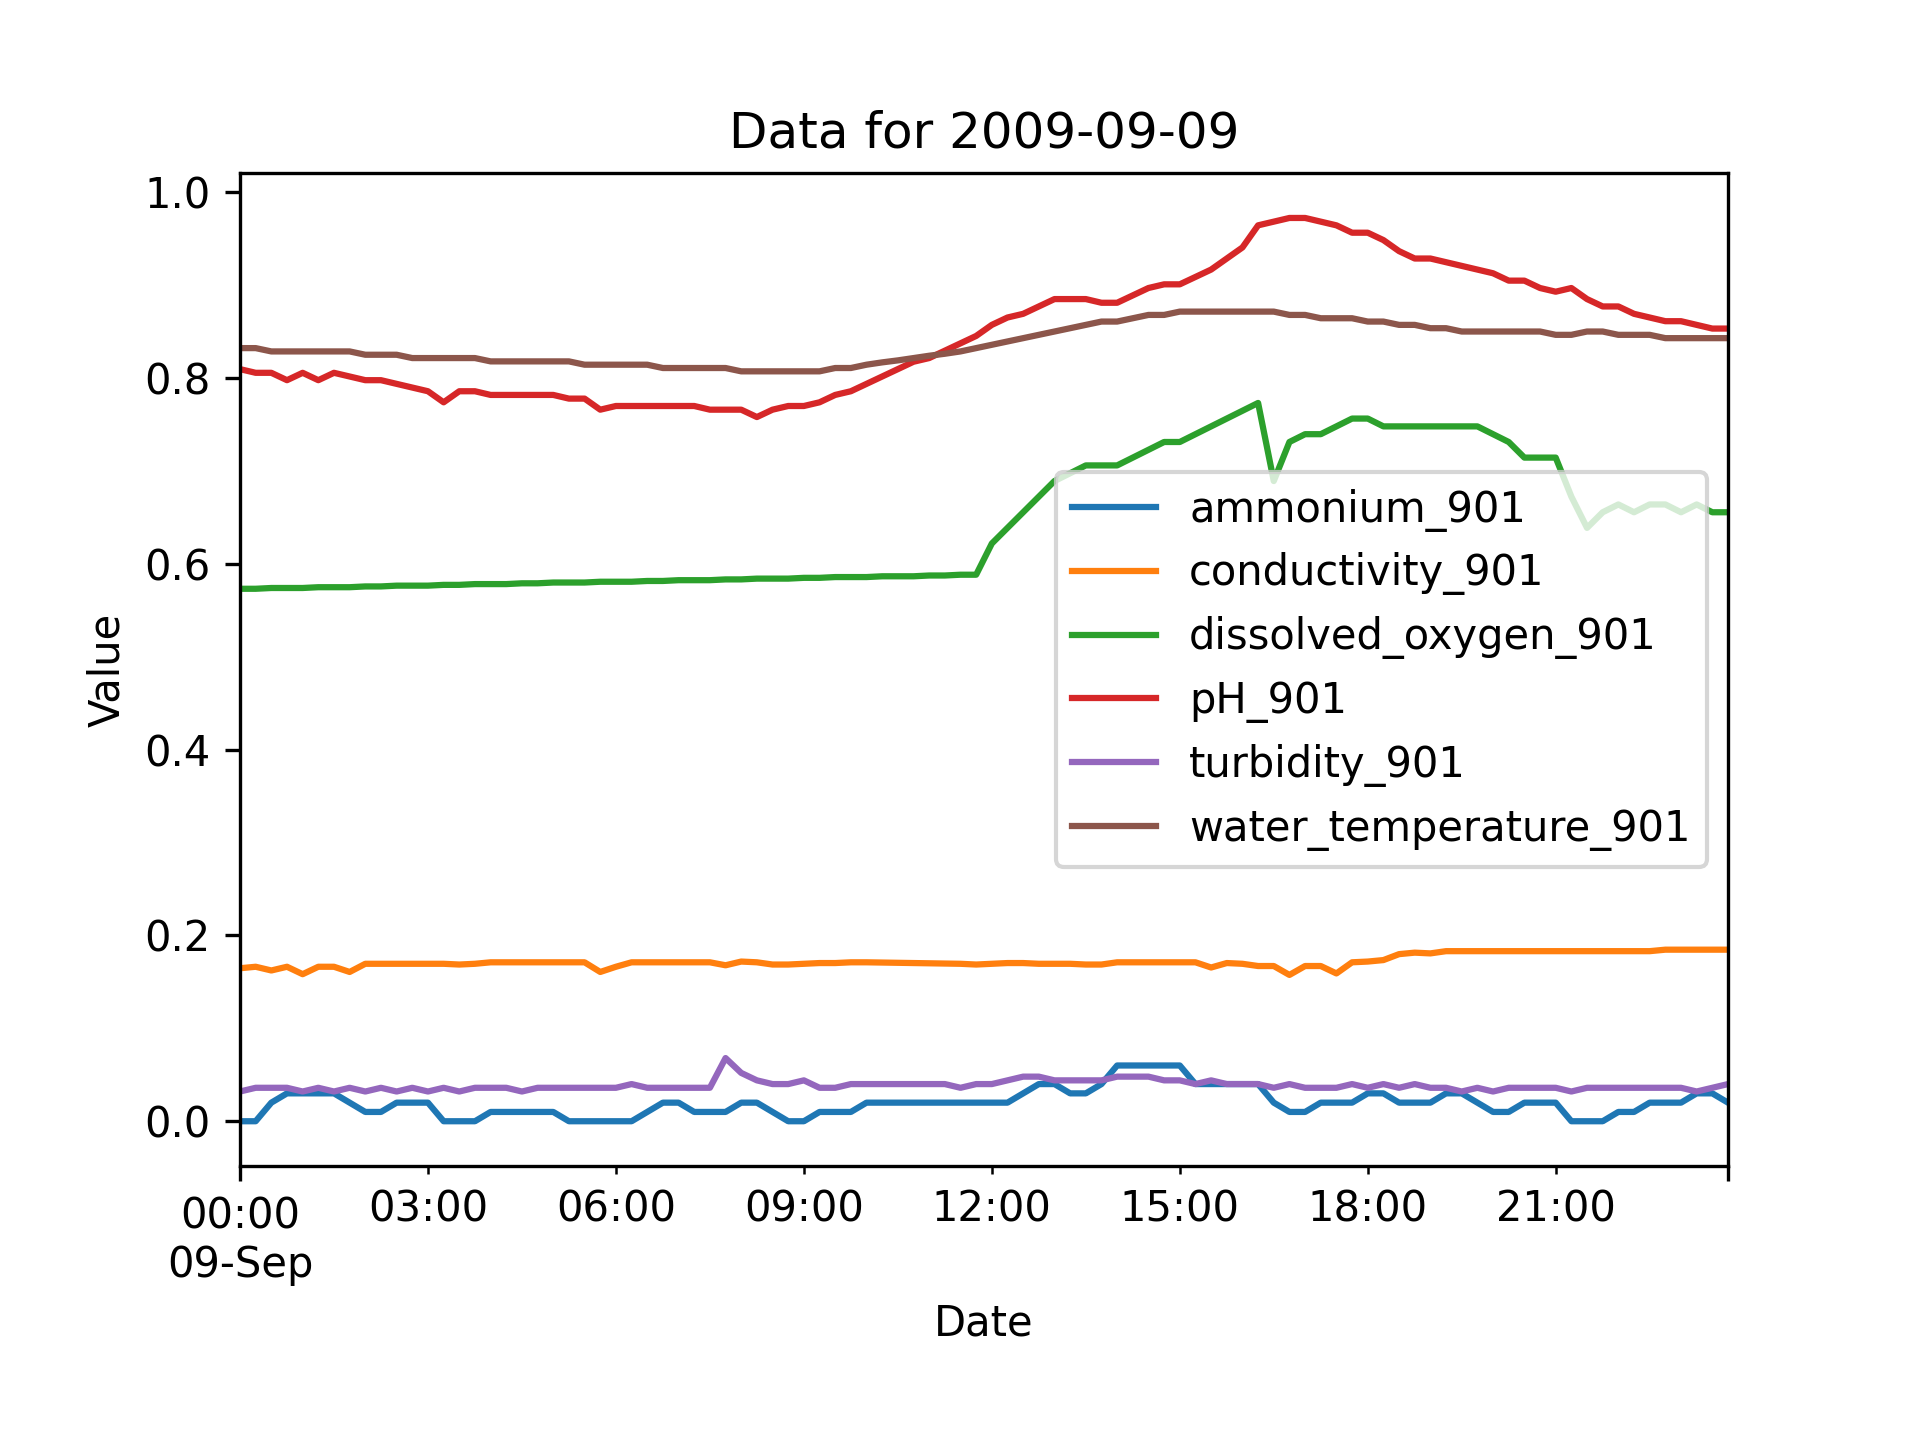 Data for 2009-09-09
1.0
0.8
0.6
0.4
0.2
0.0
Value
ammonium_901
conductivity_901
dissolved_oxygen_901
pH_901
turbidity_901
water_temperature_901
00:00 03:00 06:00 09:00 12:00 15:00 18:00 21:00
09-Sep
Date